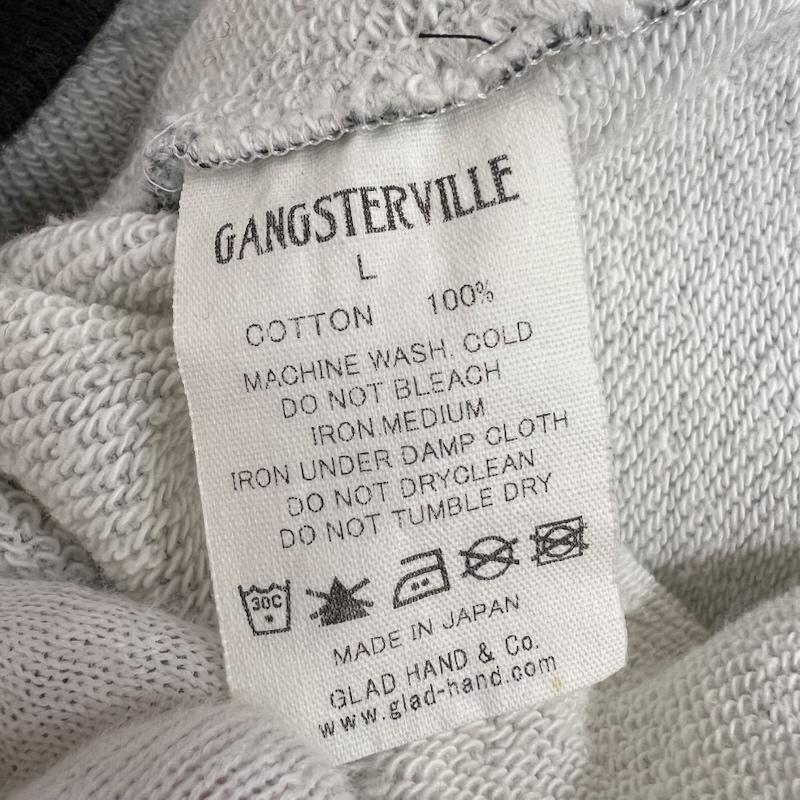 GANGSTERVILLE
L
COTTON 100%
MACHINE WASH. COLD
DO NOT BLEACH
IRON.MEDIUM
IRON UNDER DAMP CLOTH
DO NOT DRYCLEAN
DO NOT TUMBLE DRY
30C
MADE IN JAPAN
GLAD HAND & Co.
www.glad-hand.com